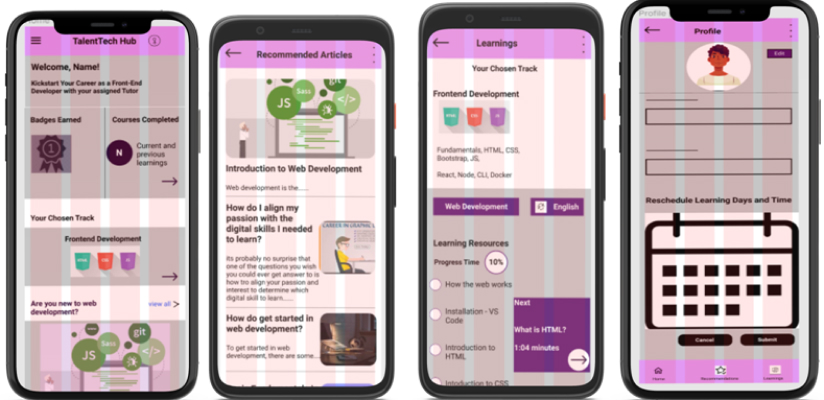 TalentTech Hub
Welcome, Name!
Kickstart Your Career as a Front-End
Developer with your assigned Tutor
Badges Earned
Courses Completed
1
N
Current and
previous
learnings
Your Chosen Track
Frontend Development
Are you new to web
development?
view all >
git
Sass
JS
</>
Recommended Articles
git
Sass
JS
</>
Introduction to Web Development
Web development is the......
How do I align my
passion with the
digital skills I needed
to learn?
its probably no surprise that
one of the questions you wish
you could ever get answer to is
how tro align your passion and
interest to determine which
digital skill to learn......
How do get started in
web development?
To get started in web
development, there are some...
Learnings
Your Chosen Track
Frontend Development
Fundamentals, HTML, CSS,
Bootstrap, JS,
React, Node, CLI, Docker
Web Development
English
Learning Resources
Progress Time
10%
How the web works
Installation - VS
Code
Introduction to
HTML
Introduction to CSS
Next
What is HTML?
1:04 minutes
Profile
Profile
Edit
Reschedule Learning Days and Time
Cancel
Submit
Home
Recommendations
Learnings